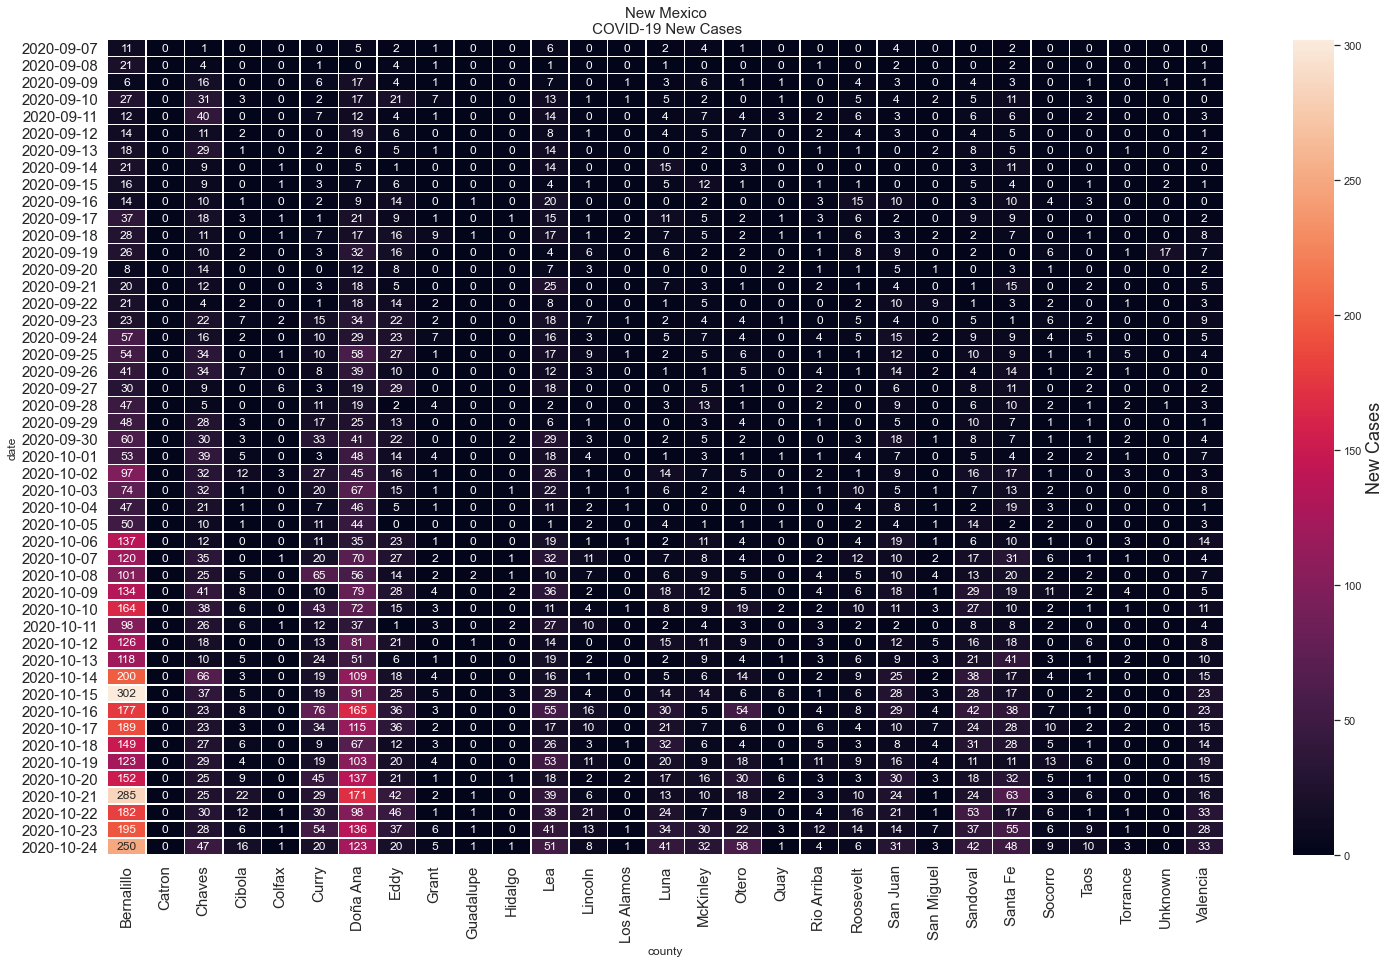 New Mexico
COVID-19 New Cases
2020-09-07 11 0 1 0 0 0 5 2 1 0 0 6 0 0 2 4 1 0 0 0 4 0 0 2 0 0 0 0 0
2020-09-08 21 0 4 0 0 1 0 4 1 0 0 1 0 0 1 0 0 0 1 0 2 0 0 2 0 0 0 0 1
2020-09-09 6 0 16 0 0 6 17 4 1 0 0 7 0 1 3 6 1 1 0 4 3 0 4 3 0 1 0 1 1
2020-09-10 27 0 31 3 0 2 17 21 7 0 0 13 1 1 5 2 0 1 0 5 4 2 5 11 0 3 0 0 0
2020-09-11 12 0 40 0 0 7 12 4 1 0 0 14 0 0 4 7 4 3 2 6 3 0 6 6 0 2 0 0 3
2020-09-12 14 0 11 2 0 0 19 6 0 0 0 8 1 0 4 5 7 0 2 4 3 0 4 5 0 0 0 0 1
2020-09-13 18 0 29 1 0 2 6 5 1 0 0 14 0 0 0 2 0 0 1 1 0 2 8 5 0 0 1 0 2
2020-09-14 21 0 9 0 1 0 5 1 0 0 0 14 0 0 15 0 3 0 0 0 0 0 3 11 0 0 0 0 0
2020-09-15 16 0 9 0 1 3 7 6 0 0 0 4 1 0 5 12 1 0 1 1 0 0 5 4 0 1 0 2 1
2020-09-16 14 0 10 1 0 2 9 14 0 1 0 20 0 0 0 2 0 0 3 15 10 0 3 10 4 3 0 0 0
2020-09-17 37 0 18 3 1 1 21 9 1 0 1 15 1 0 11 5 2 1 3 6 2 0 9 9 0 0 0 0 2
2020-09-18 28 0 11 0 1 7 17 16 9 1 0 17 1 2 7 5 2 1 1 6 3 2 2 7 0 1 0 0 8
2020-09-19 26 0 10 2 0 3 32 16 0 0 0 4 6 0 6 2 2 0 1 8 9 0 2 0 6 0 1 17 7
2020-09-20 8 0 14 0 0 0 12 8 0 0 0 7 3 0 0 0 0 2 1 1 5 1 0 3 1 0 0 0 2
2020-09-21 20 0 12 0 0 3 18 5 0 0 0 25 0 0 7 3 1 0 2 1 4 0 1 15 0 2 0 0 5
2020-09-22 21 0 4 2 0 1 18 14 2 0 0 8 0 0 1 5 0 0 0 2 10 9 1 3 2 0 1 0 3
2020-09-23 23 0 22 7 2 15 34 22 2 0 0 18 7 1 2 4 4 1 0 5 4 0 5 1 6 2 0 0 9
2020-09-24 57 0 16 2 0 10 29 23 7 0 0 16 3 0 5 7 4 0 4 5 15 2 9 9 4 5 0 0 5
2020-09-25 54 0 34 0 1 10 58 27 1 0 0 17 9 1 2 5 6 0 1 1 12 0 10 9 1 1 5 0 4
2020-09-26 41 0 34 7 0 8 39 10 0 0 0 12 3 0 1 1 5 0 4 1 14 2 4 14 1 2 1 0 0
2020-09-27 30 0 9 0 6 3 19 29 0 0 0 18 0 0 0 5 1 0 2 0 6 0 8 11 0 2 0 0 2
2020-09-28 47 0 5 0 0 11 19 2 4 0 0 2 0 0 3 13 1 0 2 0 9 0 6 10 2 1 2 1 3
2020-09-29 48 0 28 3 0 17 25 13 0 0 0 6 1 0 0 3 4 0 1 0 5 0 10 7 1 1 0 0 1
2020-09-30 60 0 30 3 0 33 41 22 0 0 2 29 3 0 2 5 2 0 0 3 18 1 8 7 1 1 2 0 4
2020-10-01 53 0 39 5 0 3 48 14 4 0 0 18 4 0 1 3 1 1 1 4 7 0 5 4 2 2 1 0 7
2020-10-02 97 0 32 12 3 27 45 16 1 0 0 26 1 0 14 7 5 0 2 1 9 0 16 17 1 0 3 0 3
2020-10-03 74 0 32 1 0 20 67 15 1 0 1 22 1 1 6 2 4 1 1 10 5 1 7 13 2 0 0 0 8
2020-10-04 47 0 21 1 0 7 46 5 1 0 0 11 2 1 0 0 0 0 0 4 8 1 2 19 3 0 0 0 1
2020-10-05 50 0 10 1 0 11 44 0 0 0 0 1 2 0 4 1 1 1 0 2 4 1 14 2 2 0 0 0 3
2020-10-06 137 0 12 0 0 11 35 23 1 0 0 19 1 1 2 11 4 0 0 4 19 1 6 10 1 0 3 0 14
2020-10-07 120 0 35 0 1 20 70 27 2 0 1 32 11 0 7 8 4 0 2 12 10 2 17 31 6 1 1 0 4
2020-10-08 101 0 25 5 0 65 56 14 2 2 1 10 7 0 6 9 5 0 4 5 10 4 13 20 2 2 0 0 7
2020-10-09 134 0 41 8 0 10 79 28 4 0 2 36 2 0 18 12 5 0 4 6 18 1 29 19 11 2 4 0 5
2020-10-10 164 0 38 6 0 43 72 15 3 0 0 11 4 1 8 9 19 2 2 10 11 3 27 10 2 1 1 0 11
2020-10-11 98 0 26 6 1 12 37 1 3 0 2 27 10 0 2 4 3 0 3 2 2 0 8 8 2 0 0 0 4
2020-10-12 126 0 18 0 0 13 81 21 0 1 0 14 0 0 15 11 9 0 3 0 12 5 16 18 0 6 0 0 8
2020-10-13 118 0 10 5 0 24 51 6 1 0 0 19 2 0 2 9 4 1 3 6 9 3 21 41 3 1 2 0 10
2020-10-14 200 0 66 3 0 19 109 18 4 0 0 16 1 0 5 6 14 0 2 9 25 2 38 17 4 1 0 0 15
2020-10-15 302 0 37 5 0 19 91 25 5 0 3 29 4 0 14 14 6 6 1 6 28 3 28 17 0 2 0 0 23
2020-10-16 177 0 23 8 0 76 165 36 3 0 0 55 16 0 30 5 54 0 4 8 29 4 42 38 7 1 0 0 23
2020-10-17 189 0 23 3 0 34 115 36 2 0 0 17 10 0 21 7 6 0 6 4 10 7 24 28 10 2 2 0 15
2020-10-18 149 0 27 6 0 9 67 12 3 0 0 26 3 1 32 6 4 0 5 3 8 4 31 28 5 1 0 0 14
2020-10-19 123 0 29 4 0 19 103 20 4 0 0 53 11 0 20 9 18 1 11 9 16 4 11 11 13 6 0 0 19
2020-10-20 152 0 25 9 0 45 137 21 1 0 1 18 2 2 17 16 30 6 3 3 30 3 18 32 5 1 0 0 15
2020-10-21 285 0 25 22 0 29 171 42 2 1 0 39 6 0 13 10 18 2 3 10 24 1 24 63 3 6 0 0 16
2020-10-22 182 0 30 12 1 30 98 46 1 1 0 38 21 0 24 7 9 0 4 16 21 1 53 17 6 1 1 0 33
2020-10-23 195 0 28 6 1 54 136 37 6 1 0 41 13 1 34 30 22 3 12 14 14 7 37 55 6 9 1 0 28
2020-10-24 250 0 47 16 1 20 123 20 5 1 1 51 8 1 41 32 58 1 4 6 31 3 42 48 9 10 3 0 33
Bernalillo Catron Chaves Cibola Colfax Curry Doña Ana Eddy Grant Guadalupe Hidalgo Lea Lincoln Los Alamos Luna McKinley Otero Quay Rio Arriba Roosevelt San Juan San Miguel Sandoval Santa Fe Socorro Taos Torrance Unknown Valencia
county
date
300
250
200
150
100
50
0
New Cases